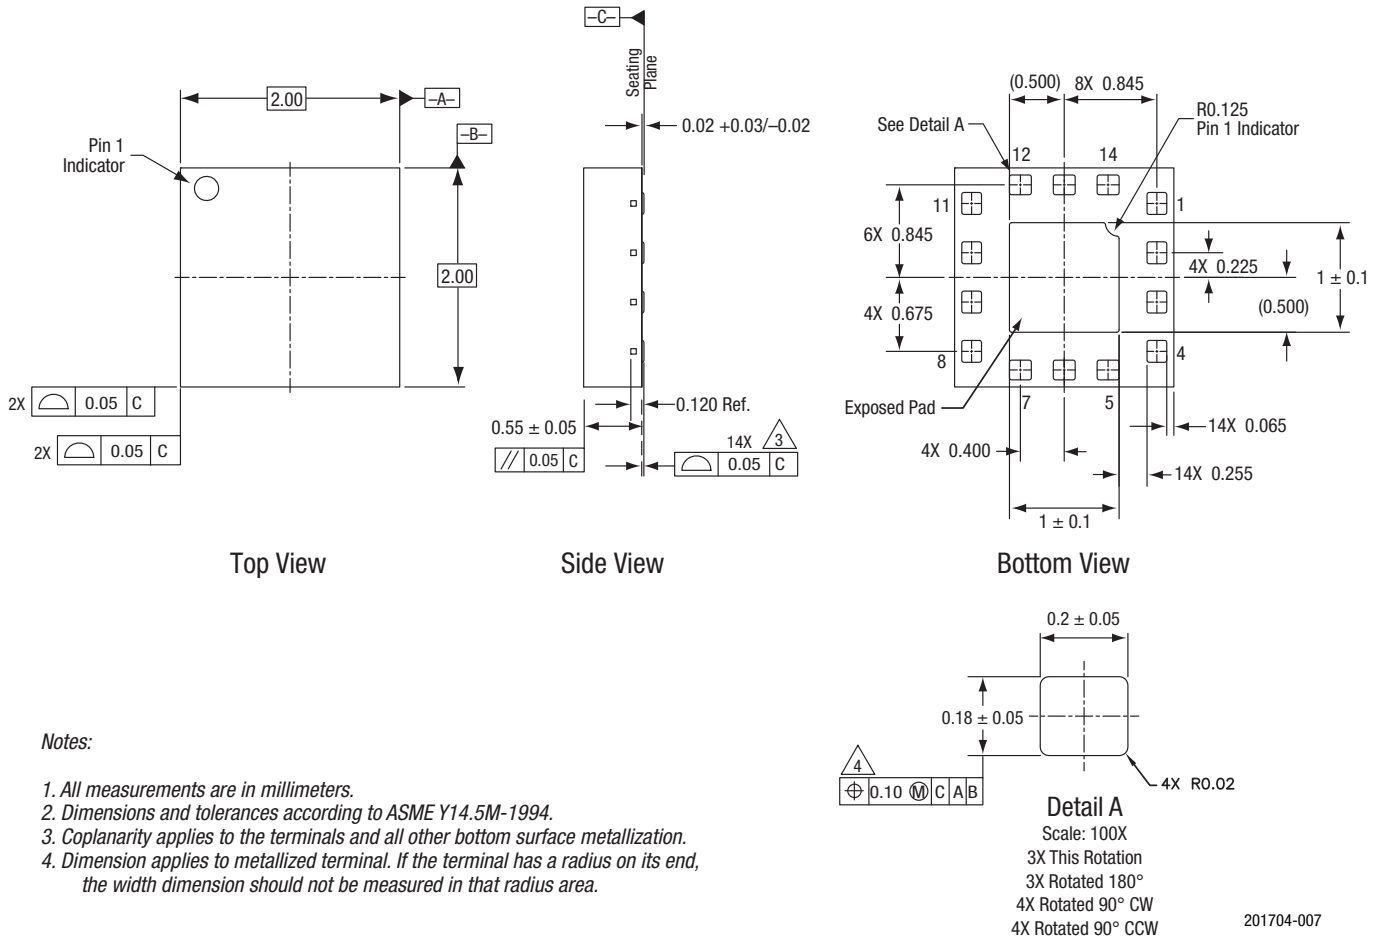 –C–
Seating
Plane
2.00
–A–
Pin 1
Indicator
–B–
2.00
2X 0.05 C
2X 0.05 C
Top View
0.02 +0.03/–0.02
0.120 Ref.
0.55 ± 0.05
// 0.05 C
14X 3
0.05 C
Side View
(0.500)
8X 0.845
R0.125
Pin 1 Indicator
See Detail A
12
14
11
1
6X 0.845
4X 0.225
1 ± 0.1
(0.500)
4X 0.675
8
4
Exposed Pad
7
5
14X 0.065
4X 0.400
14X 0.255
1 ± 0.1
Bottom View
0.2 ± 0.05
0.18 ± 0.05
4
⌖ 0.10 Ⓜ C A B
4X R0.02
Detail A
Scale: 100X
3X This Rotation
3X Rotated 180°
4X Rotated 90° CW
4X Rotated 90° CCW
Notes:
1. All measurements are in millimeters.
2. Dimensions and tolerances according to ASME Y14.5M-1994.
3. Coplanarity applies to the terminals and all other bottom surface metallization.
4. Dimension applies to metallized terminal. If the terminal has a radius on its end,
the width dimension should not be measured in that radius area.
201704-007